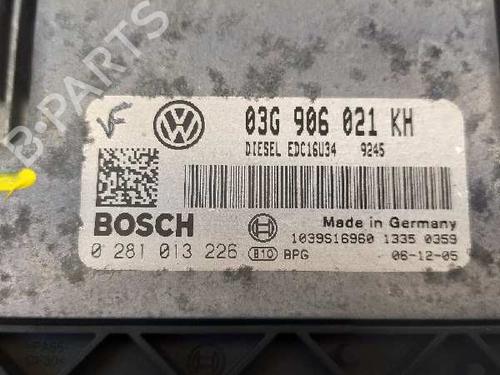 B-PARTS
VF
03G 906 021 KH
DIESEL EDC16U34 9245
BOSCH
Made in Germany
0 281 013 226 B10 BPG
1039S16960 1335 0359
06-12-05